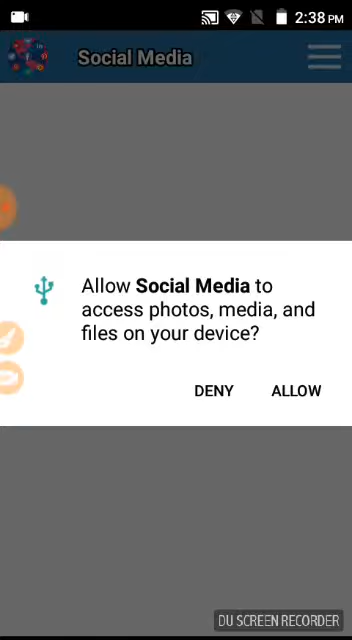 2:38 PM
Social Media
Allow Social Media to
access photos, media, and
files on your device?
DENY ALLOW
DU SCREEN RECORDER